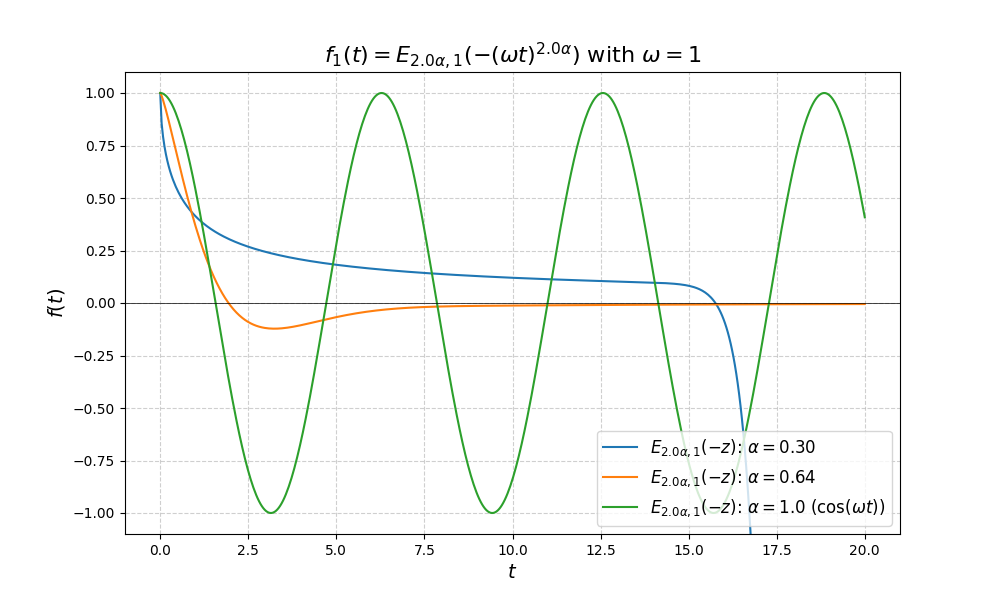 f₁(t) = E₂.₀α,₁(−(ωt)²·⁰α) with ω = 1
f(t)
1.00
0.75
0.50
0.25
0.00
−0.25
−0.50
−0.75
−1.00
E₂.₀α,₁(−z): α = 0.30
E₂.₀α,₁(−z): α = 0.64
E₂.₀α,₁(−z): α = 1.0 (cos(ωt))
0.0 2.5 5.0 7.5 10.0 12.5 15.0 17.5 20.0
t